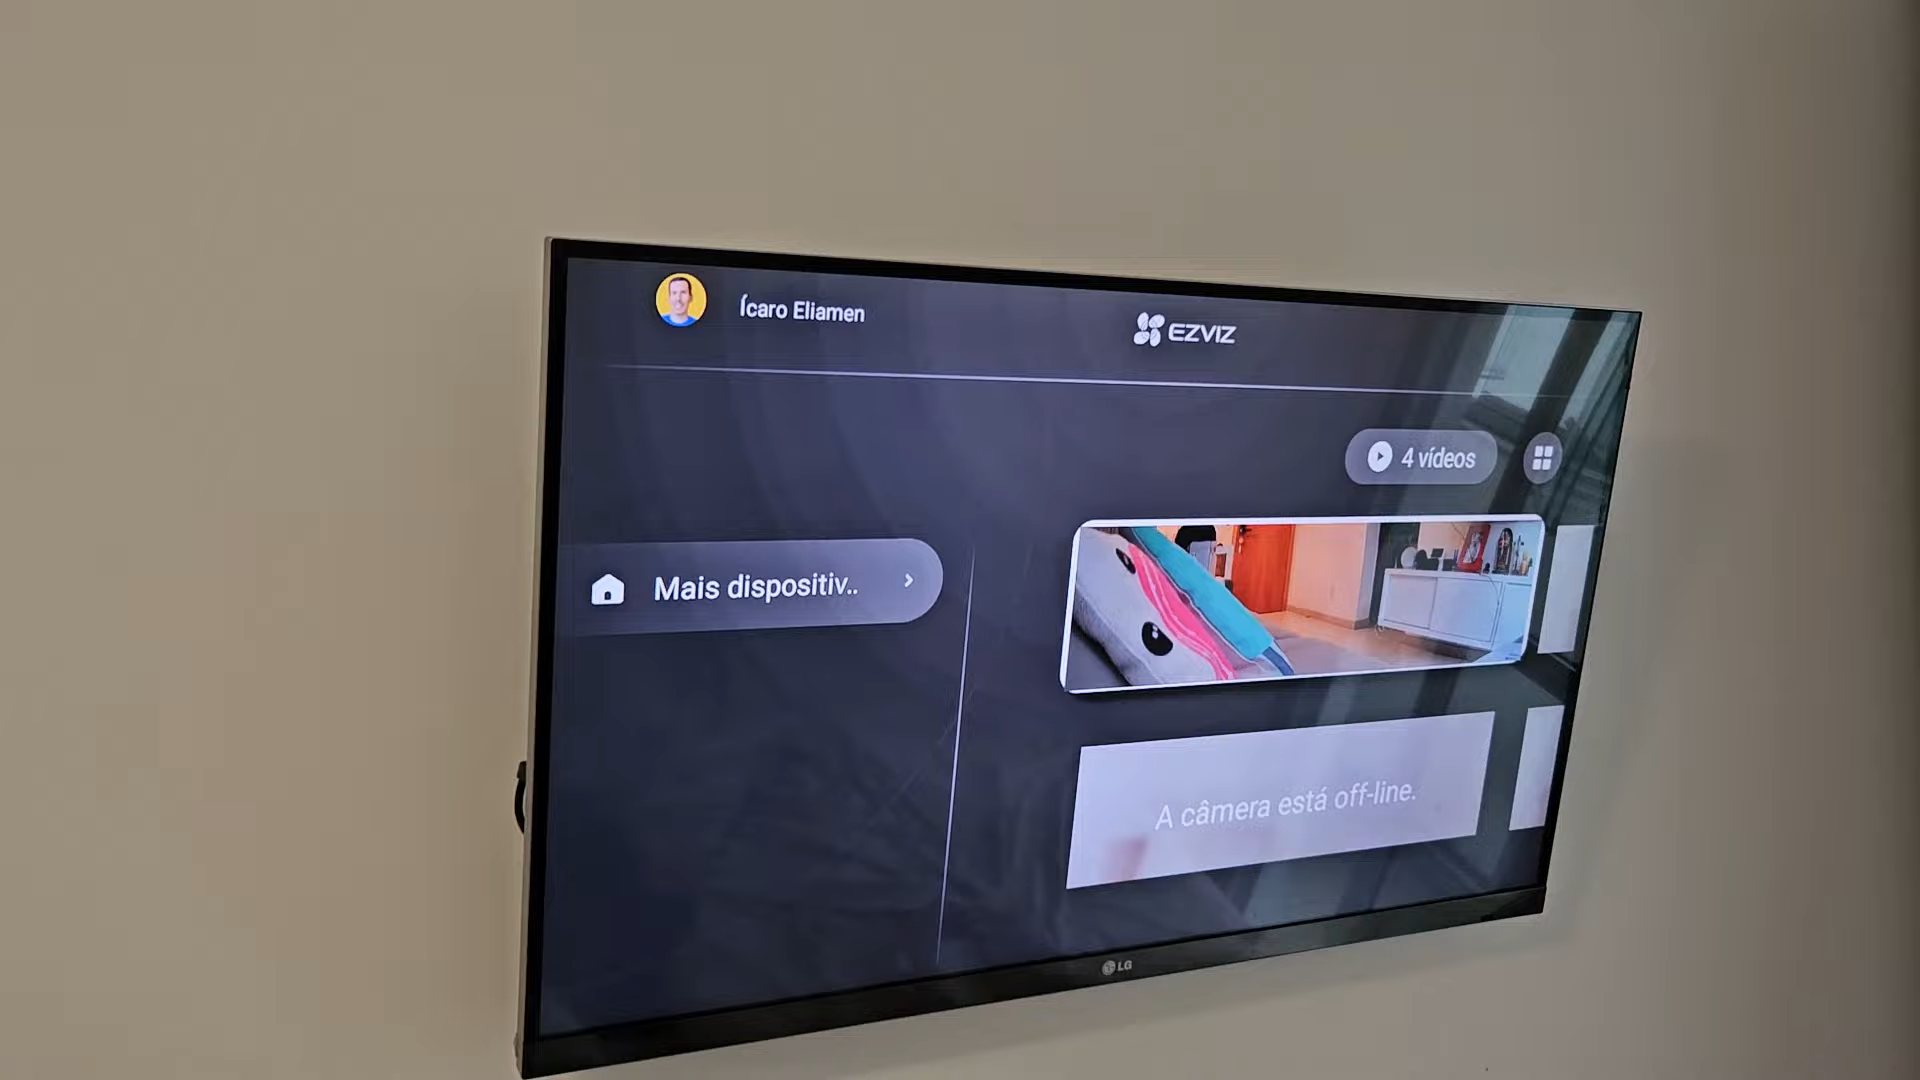 Ícaro Eliamen
EZVIZ
4 vídeos
Mais dispositiv..
A câmera está off-line.
LG